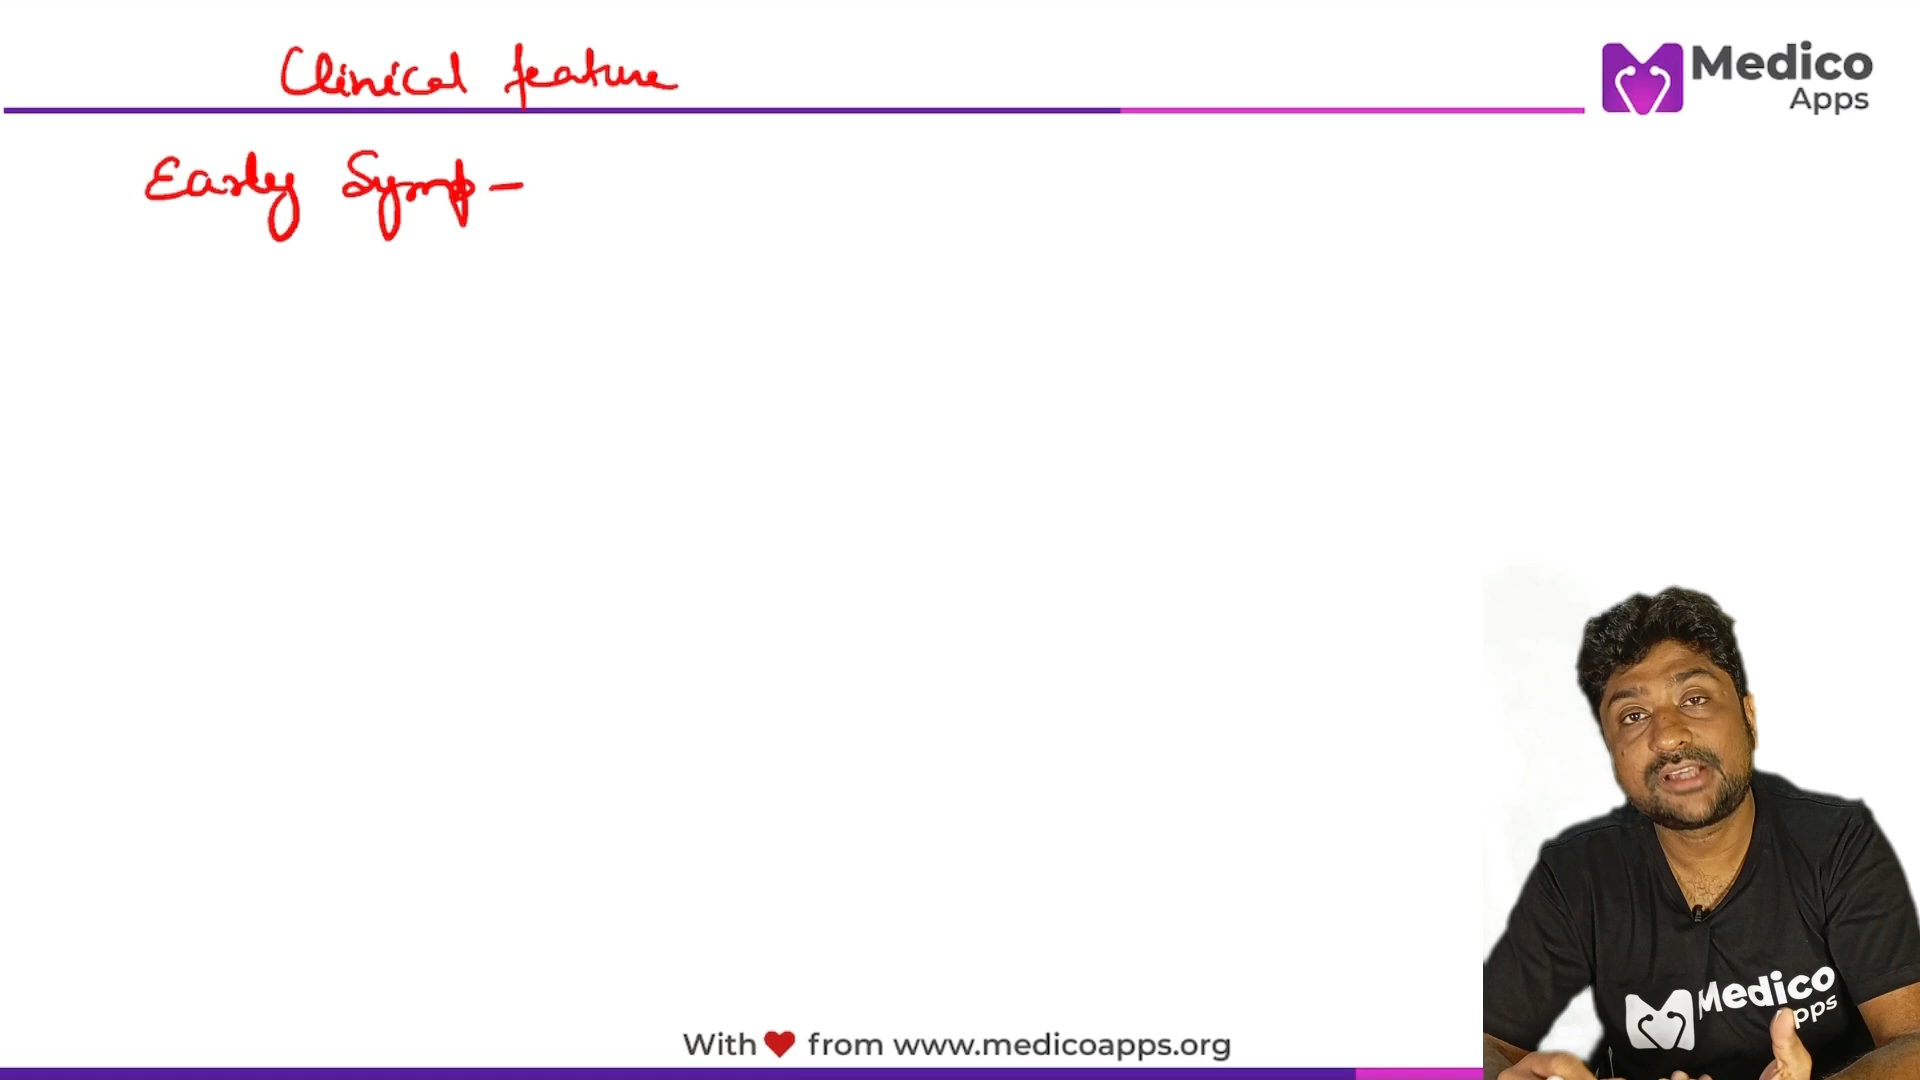 Clinical feature
Medico
Apps
Early Symp -
Medico
Apps
With ❤ from www.medicoapps.org